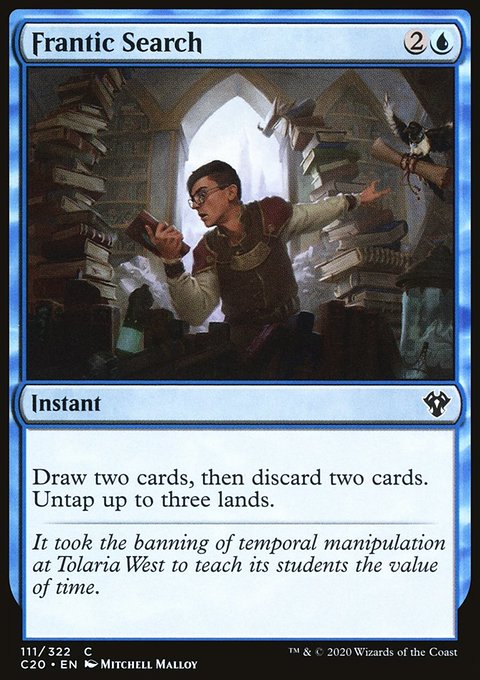 Frantic Search 2
Instant
Draw two cards, then discard two cards.
Untap up to three lands.
It took the banning of temporal manipulation
at Tolaria West to teach its students the value
of time.
111/322 C
C20 • EN Mitchell Malloy
™ & © 2020 Wizards of the Coast